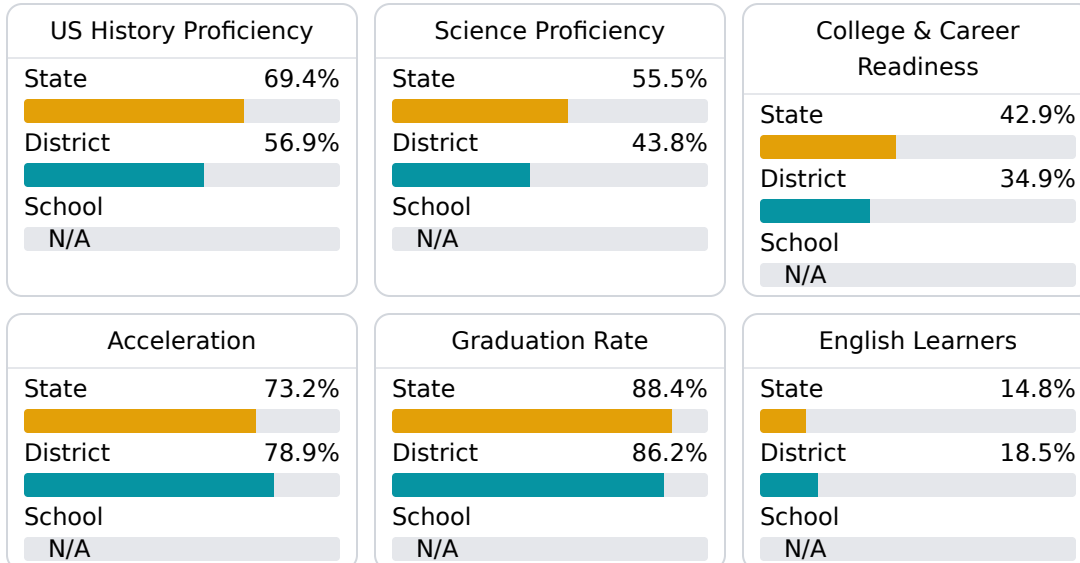 US History Proficiency
State 69.4%
District 56.9%
School
N/A
Science Proficiency
State 55.5%
District 43.8%
School
N/A
College & Career
Readiness
State 42.9%
District 34.9%
School
N/A
Acceleration
State 73.2%
District 78.9%
School
N/A
Graduation Rate
State 88.4%
District 86.2%
School
N/A
English Learners
State 14.8%
District 18.5%
School
N/A